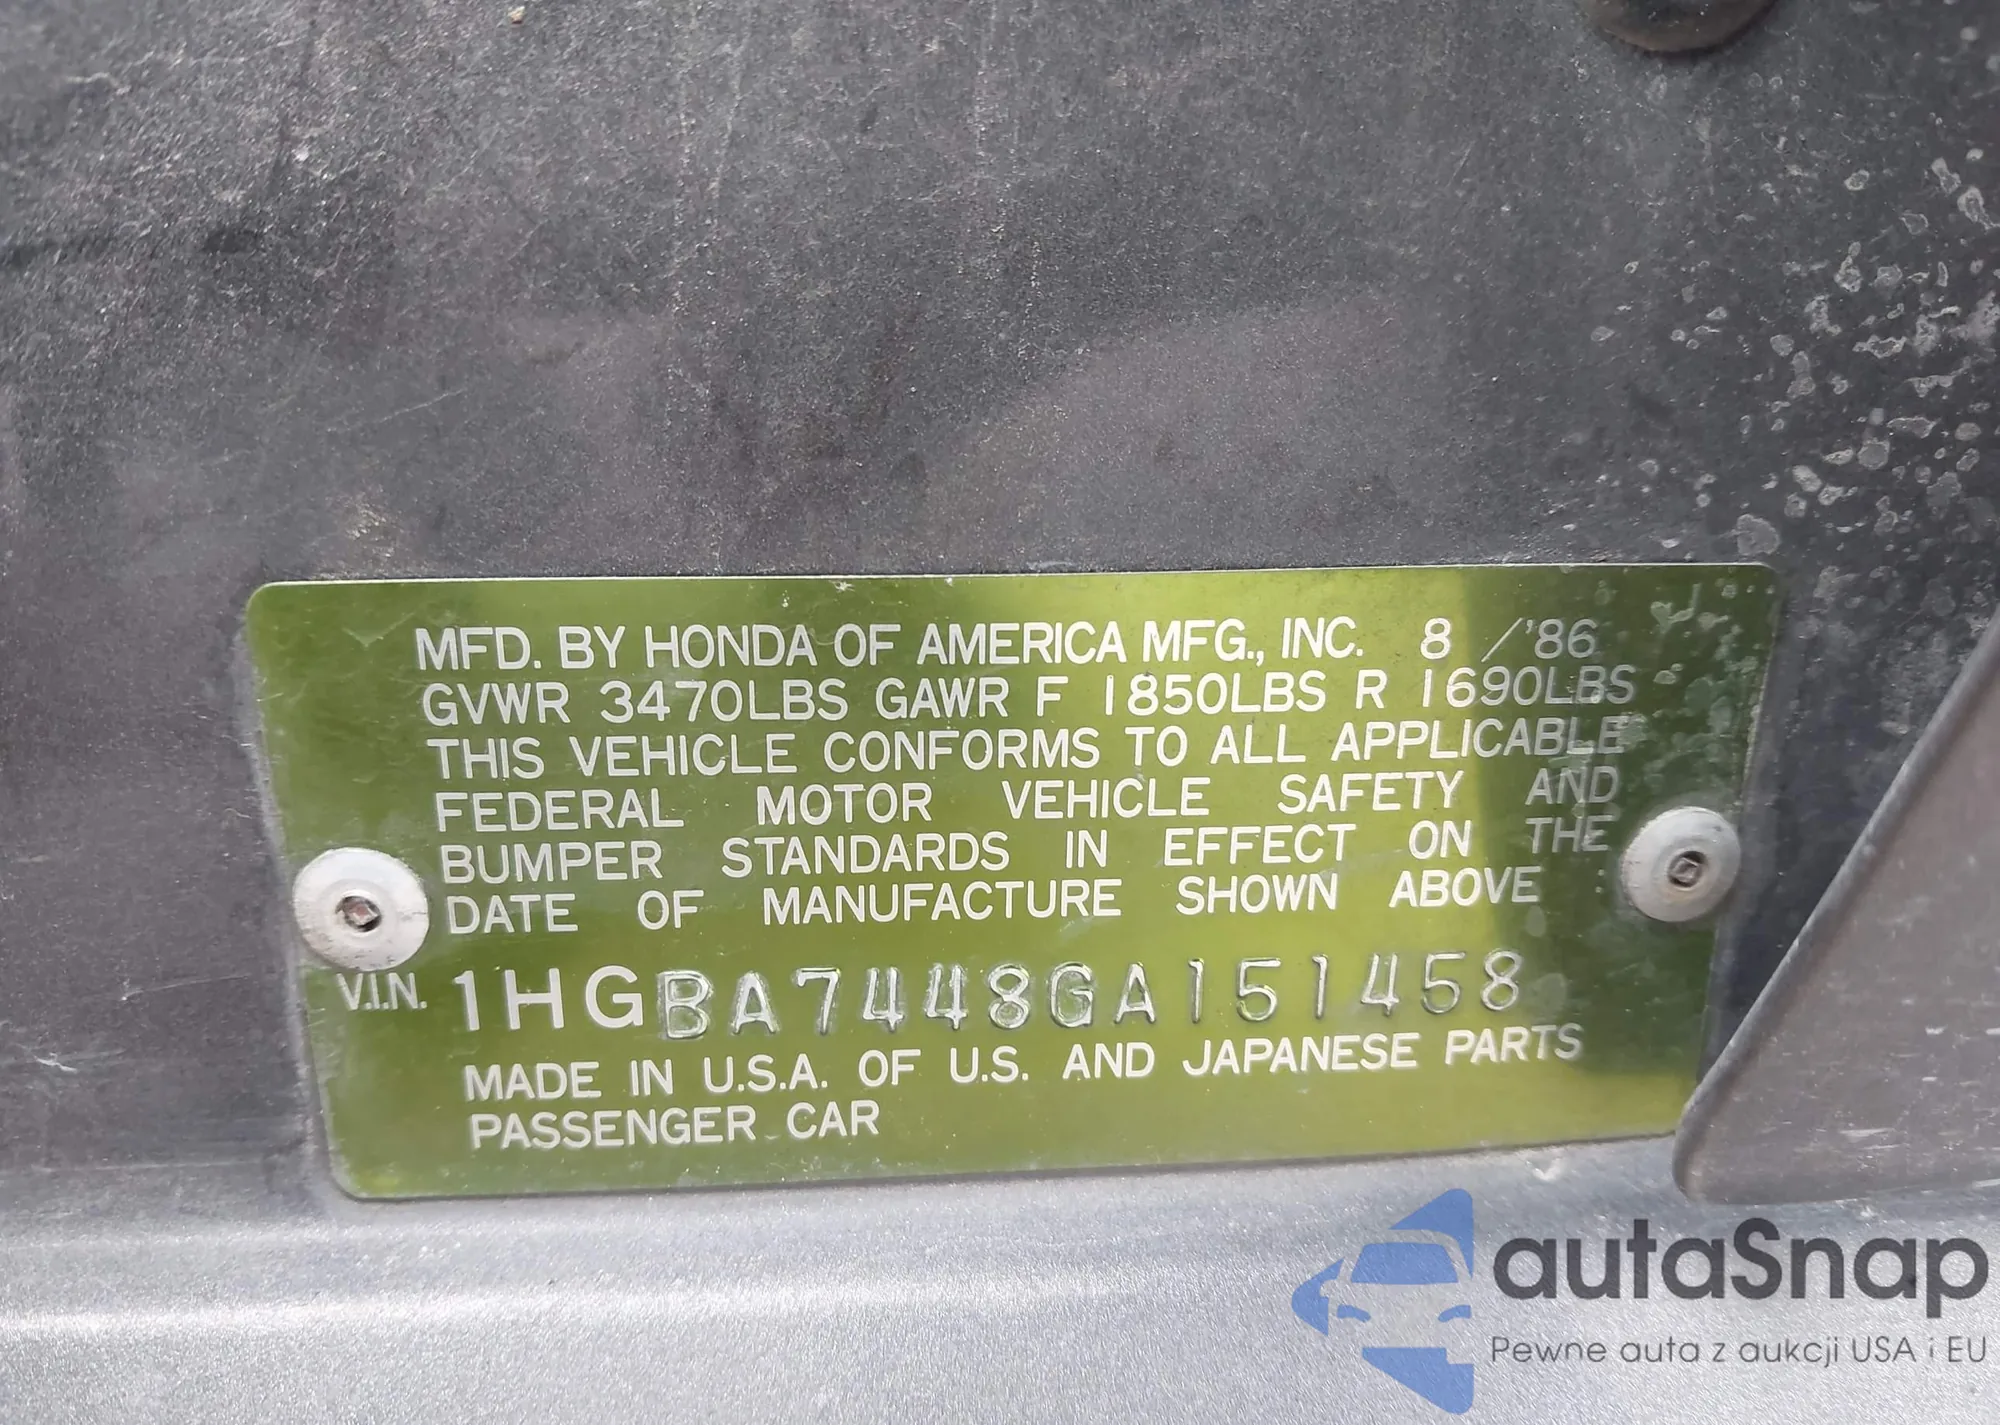 MFD. BY HONDA OF AMERICA MFG., INC. 8 /'86
GVWR 3470LBS GAWR F 1850LBS R 1690LBS
THIS VEHICLE CONFORMS TO ALL APPLICABLE
FEDERAL MOTOR VEHICLE SAFETY AND
BUMPER STANDARDS IN EFFECT ON THE
DATE OF MANUFACTURE SHOWN ABOVE :
V.I.N. 1HGBA7448GA151458
MADE IN U.S.A. OF U.S. AND JAPANESE PARTS
PASSENGER CAR
autaSnap
Pewne auta z aukcji USA i EU